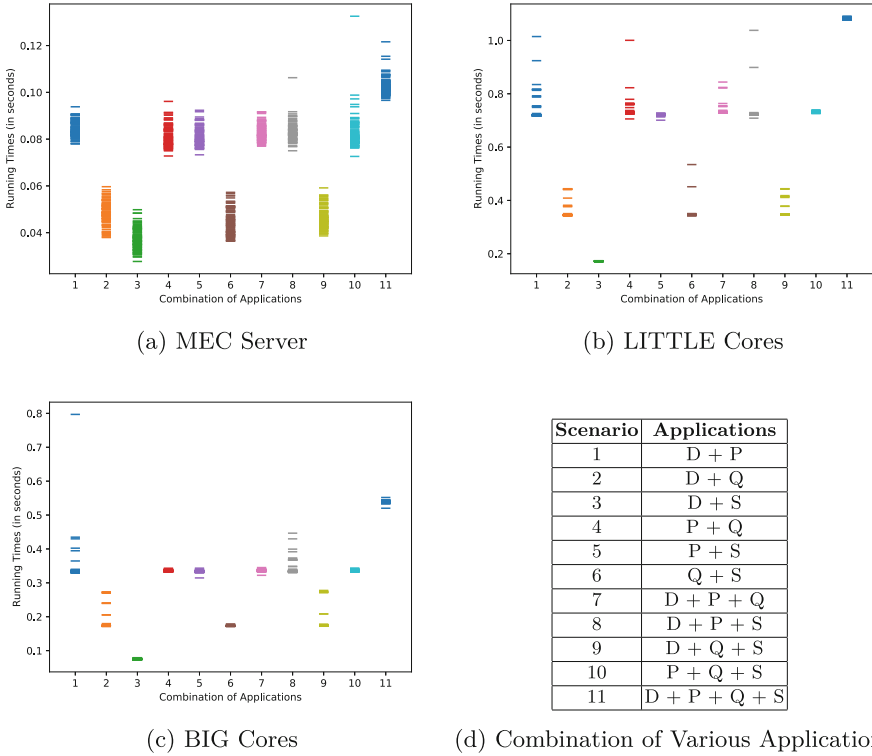 0.12
0.10
0.08
0.06
0.04
Running Times (in seconds)
1 2 3 4 5 6 7 8 9 10 11
Combination of Applications
(a) MEC Server
1.0
0.8
0.6
0.4
0.2
Running Times (in seconds)
1 2 3 4 5 6 7 8 9 10 11
Combination of Applications
(b) LITTLE Cores
0.8
0.7
0.6
0.5
0.4
0.3
0.2
0.1
Running Times (in seconds)
1 2 3 4 5 6 7 8 9 10 11
Combination of Applications
(c) BIG Cores
Scenario Applications
1 D + P
2 D + Q
3 D + S
4 P + Q
5 P + S
6 Q + S
7 D + P + Q
8 D + P + S
9 D + Q + S
10 P + Q + S
11 D + P + Q + S
(d) Combination of Various Application